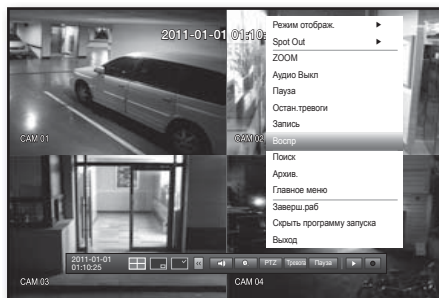 2011-01-01 01:10:
Режим отображ. ▶
Spot Out ▶
ZOOM
Аудио Выкл
Пауза
Остан.тревоги
Запись
Воспр
Поиск
Архив.
Главное меню
Заверш.раб
Скрыть программу запуска
Выход
CAM 01
CAM 02
2011-01-01
01:10:25
PTZ
Тревога
Пауза
CAM 03
CAM 04